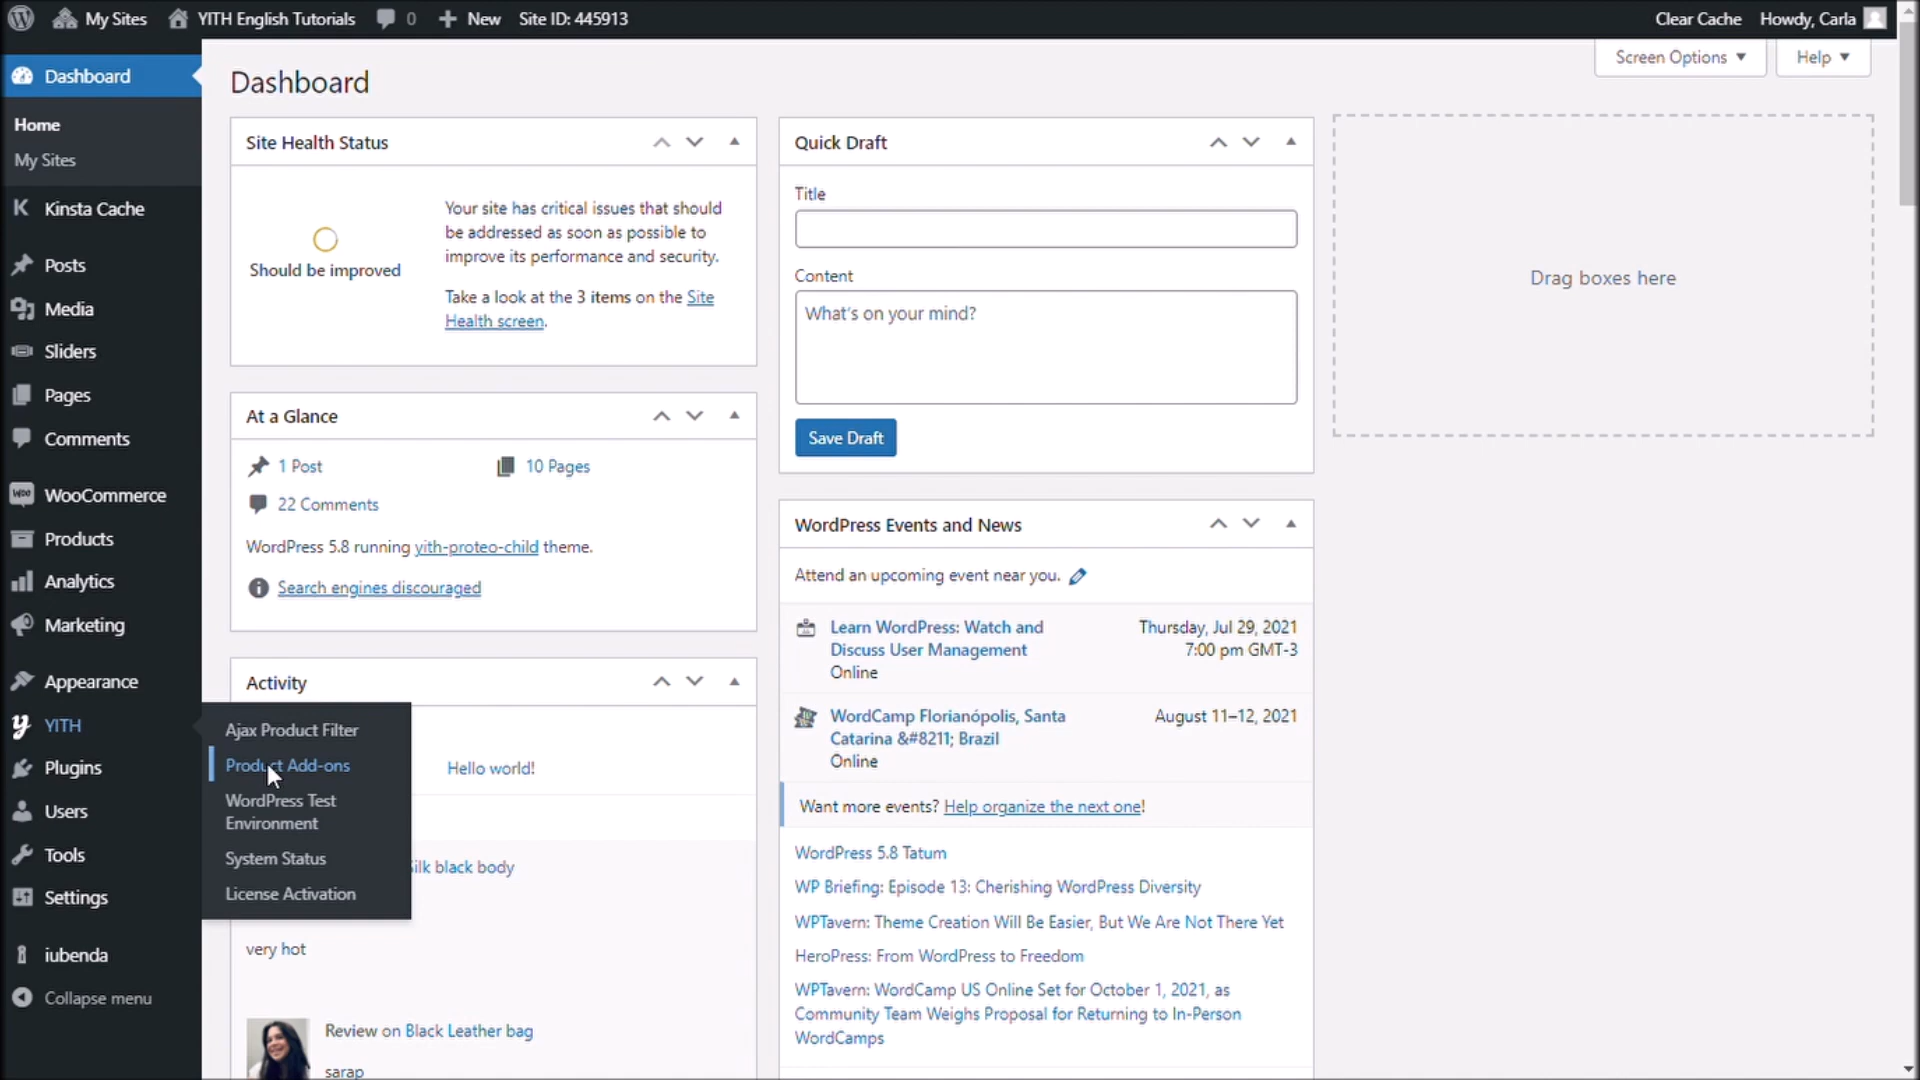 My Sites
YITH English Tutorials
0
New
Site ID: 445913
Clear Cache
Howdy, Carla
Dashboard
Home
My Sites
Kinsta Cache
Posts
Media
Sliders
Pages
Comments
WooCommerce
Products
Analytics
Marketing
Appearance
YITH
Plugins
Users
Tools
Settings
iubenda
Collapse menu
Ajax Product Filter
Product Add-ons
WordPress Test
Environment
System Status
License Activation
Screen Options
Help
Dashboard
Site Health Status
Should be improved
Your site has critical issues that should
be addressed as soon as possible to
improve its performance and security.
Take a look at the 3 items on the Site
Health screen.
At a Glance
1 Post
10 Pages
22 Comments
WordPress 5.8 running yith-proteo-child theme.
Search engines discouraged
Activity
Hello world!
ilk black body
very hot
Review on Black Leather bag
sarap
Quick Draft
Title
Content
What's on your mind?
Save Draft
WordPress Events and News
Attend an upcoming event near you.
Learn WordPress: Watch and
Discuss User Management
Online
Thursday, Jul 29, 2021
7:00 pm GMT-3
WordCamp Florianópolis, Santa
Catarina &#8211; Brazil
Online
August 11–12, 2021
Want more events? Help organize the next one!
WordPress 5.8 Tatum
WP Briefing: Episode 13: Cherishing WordPress Diversity
WPTavern: Theme Creation Will Be Easier, But We Are Not There Yet
HeroPress: From WordPress to Freedom
WPTavern: WordCamp US Online Set for October 1, 2021, as
Community Team Weighs Proposal for Returning to In-Person
WordCamps
Drag boxes here